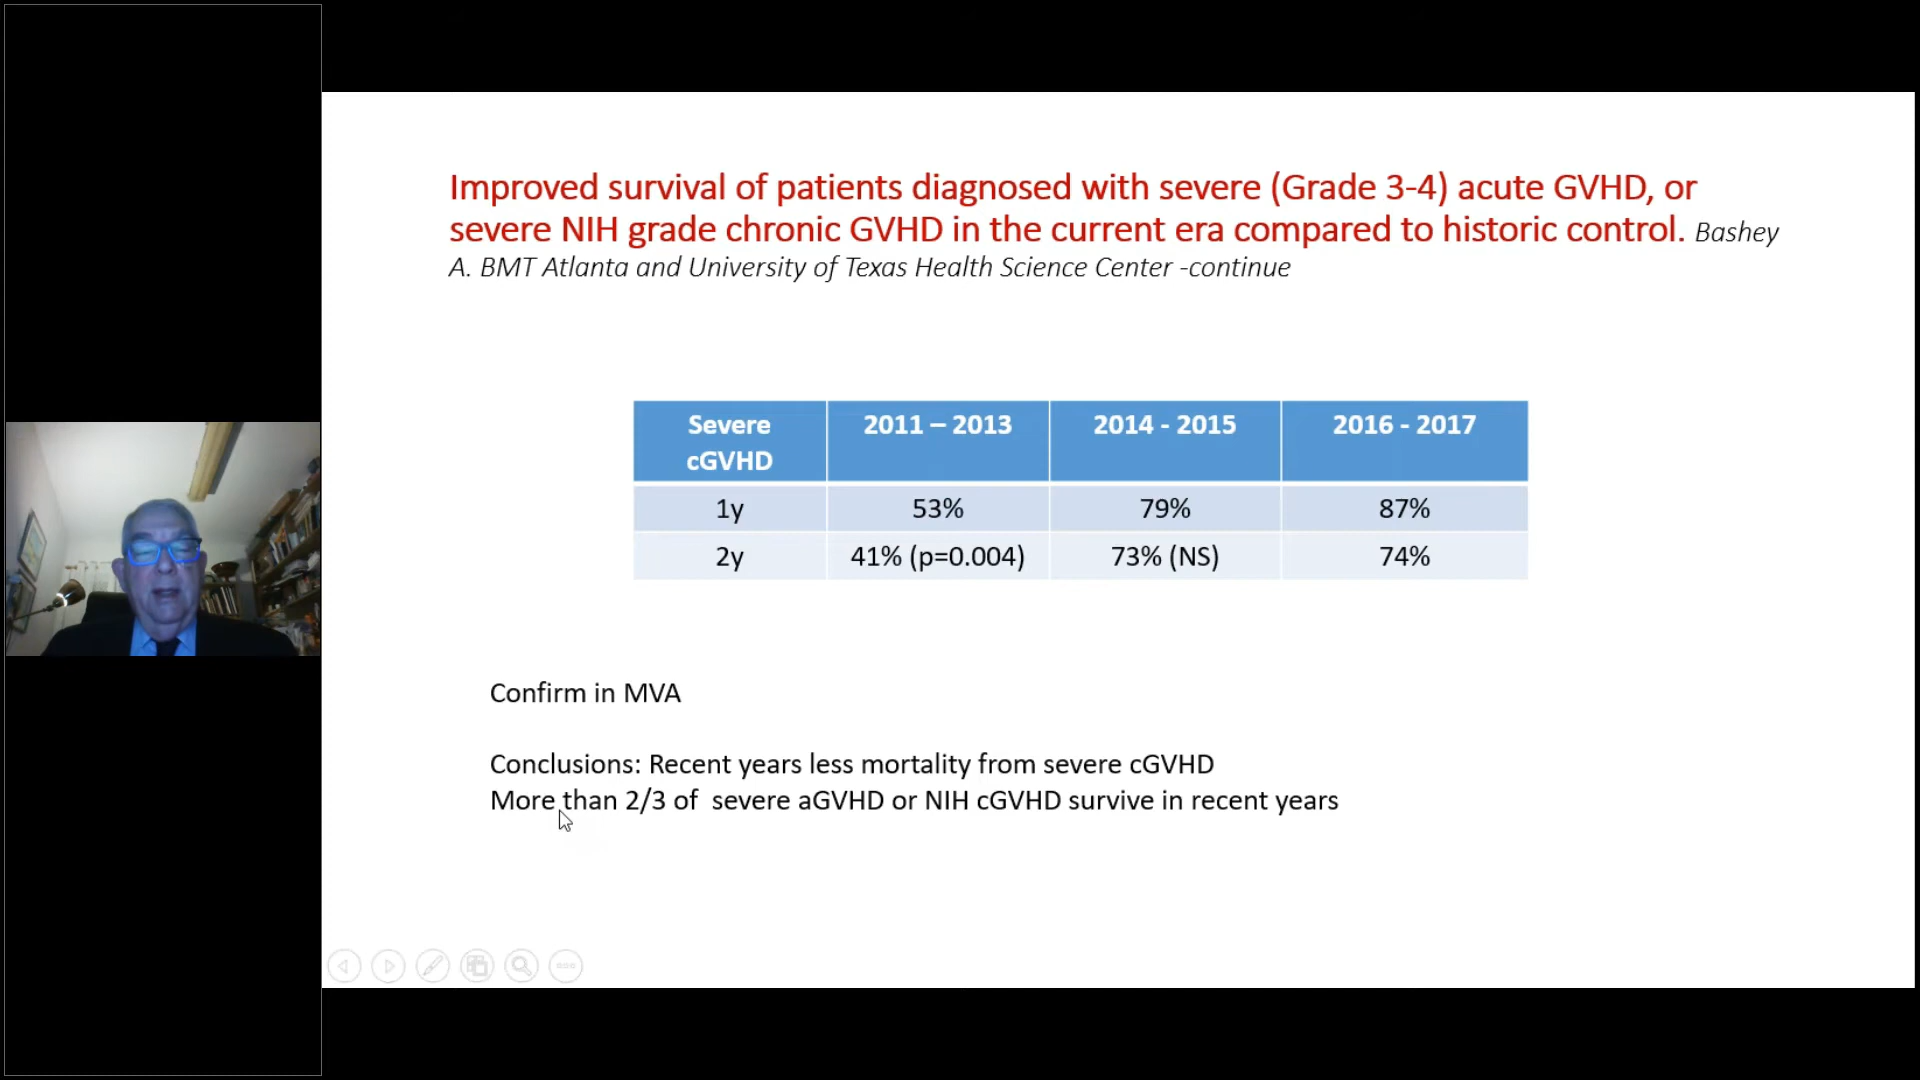 Improved survival of patients diagnosed with severe (Grade 3-4) acute GVHD, or
severe NIH grade chronic GVHD in the current era compared to historic control. Bashey
A. BMT Atlanta and University of Texas Health Science Center -continue
Severe cGVHD 2011 – 2013 2014 - 2015 2016 - 2017
1y 53% 79% 87%
2y 41% (p=0.004) 73% (NS) 74%
Confirm in MVA
Conclusions: Recent years less mortality from severe cGVHD
More than 2/3 of  severe aGVHD or NIH cGVHD survive in recent years